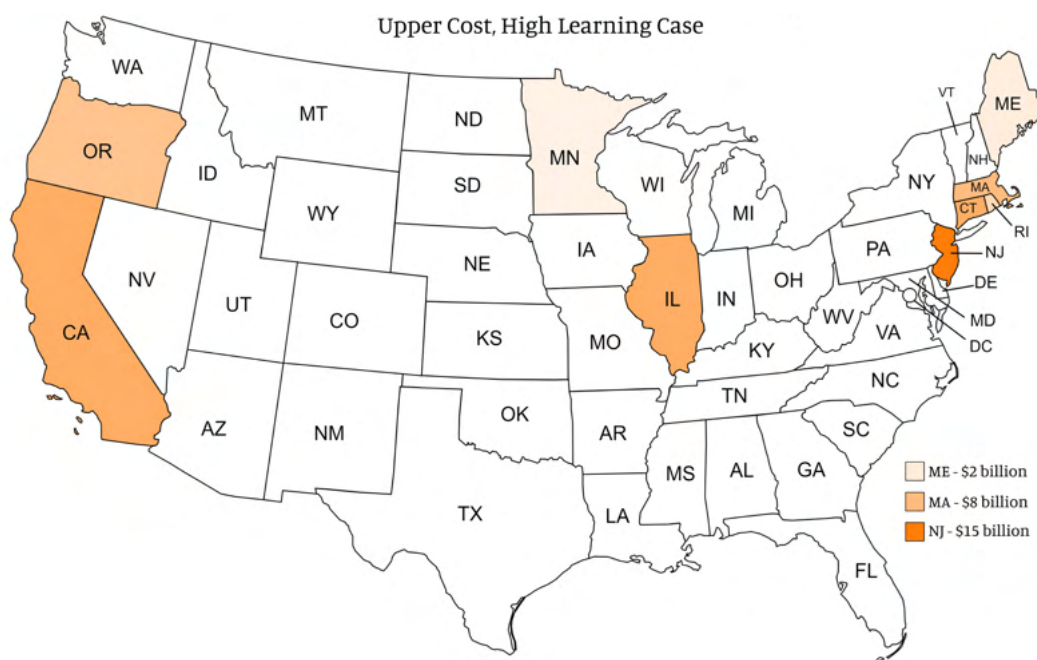 Upper Cost, High Learning Case
WA
MT
ND
MN
VT
ME
OR
ID
SD
WI
NY
NH
MA
CT
RI
WY
MI
IA
PA
NJ
NE
OH
DE
NV
UT
IL
IN
MD
CA
CO
WV
DC
KS
MO
VA
KY
NC
TN
AZ
NM
OK
AR
SC
MS
AL
GA
ME - $2 billion
MA - $8 billion
NJ - $15 billion
TX
LA
FL